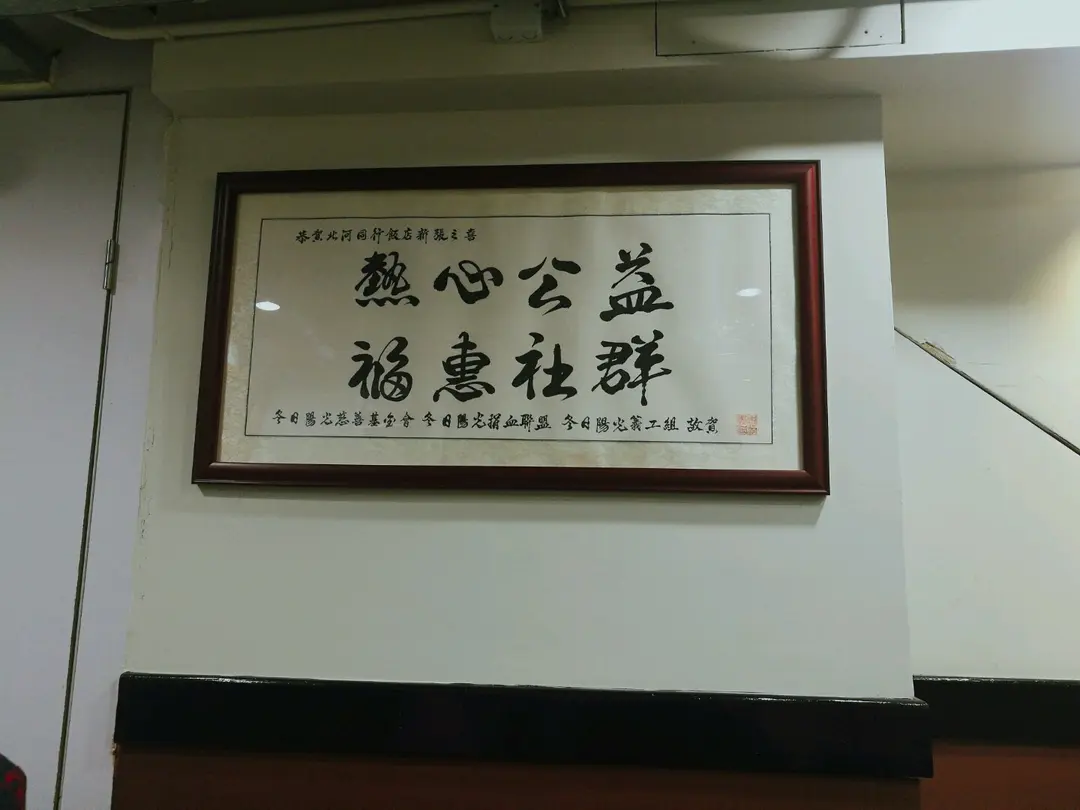 恭賀北河同行飯店新張之喜
熱心公益
福惠社群
冬日陽光慈善基金會 冬日陽光捐血聯盟 冬日陽光義工組 敬賀